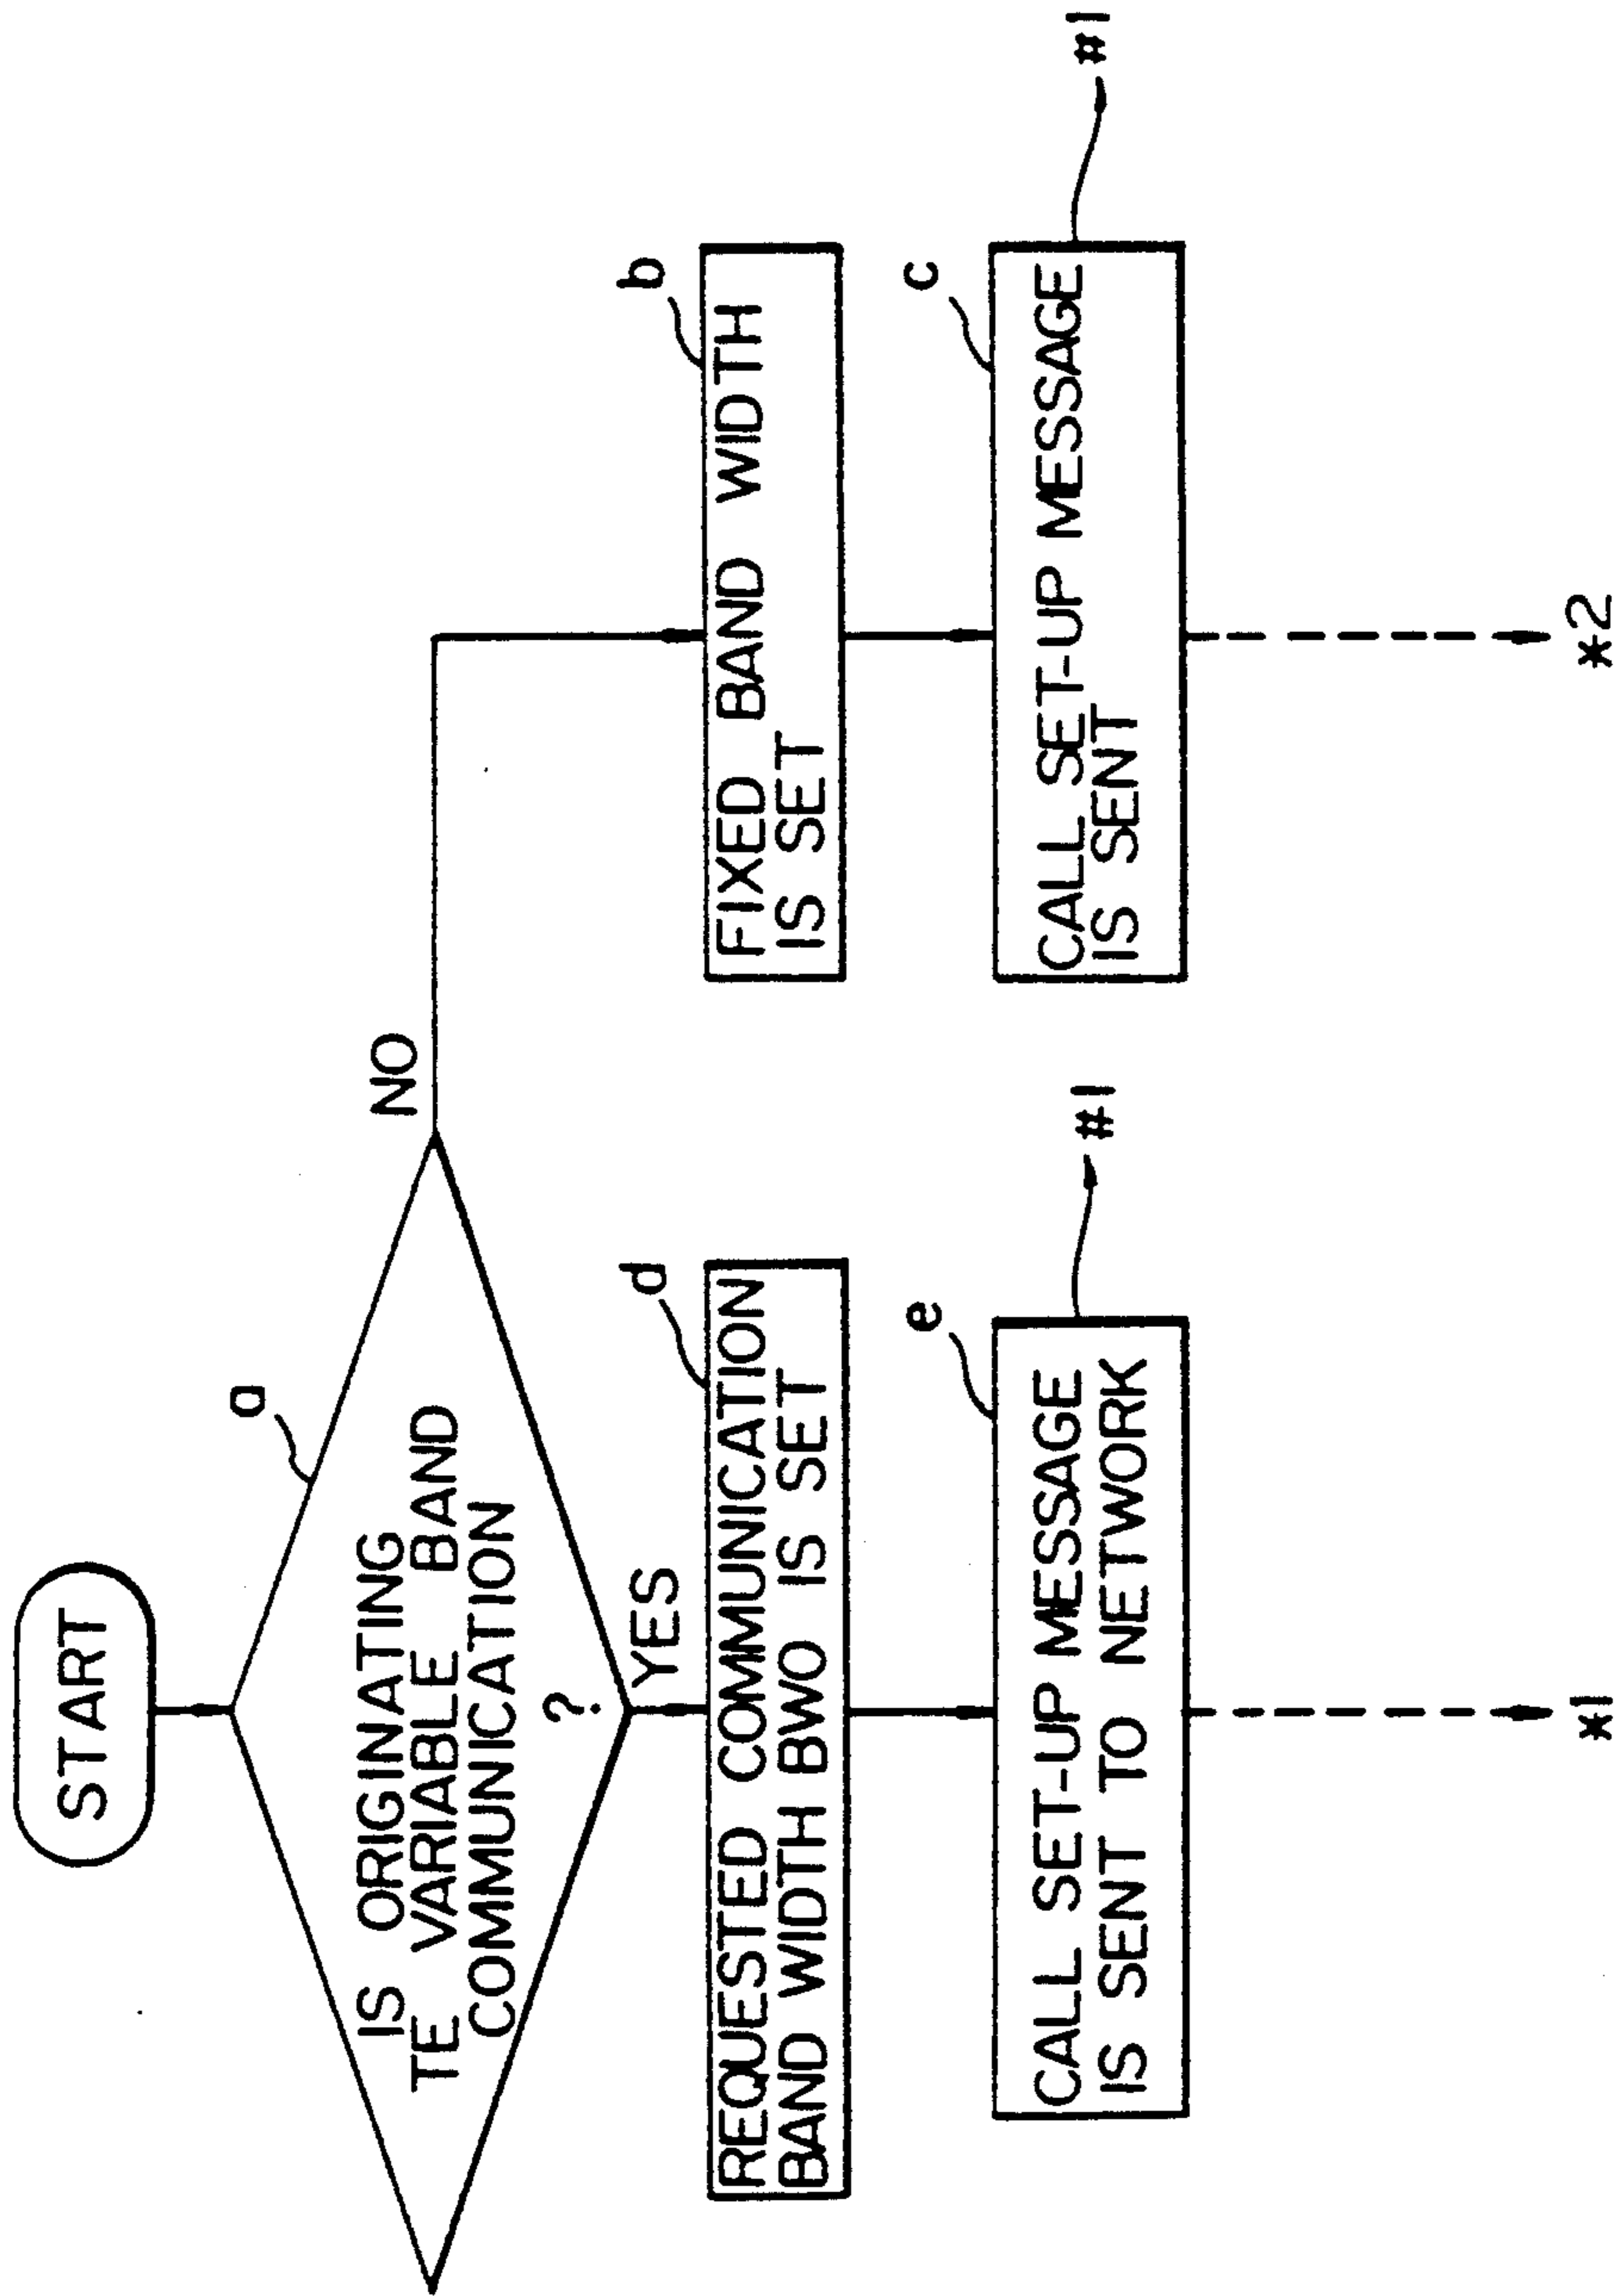 START
a
IS ORIGINATING
TE VARIABLE BAND
COMMUNICATION
?
NO
YES
d
REQUESTED COMMUNICATION
BAND WIDTH BWO IS SET
e
CALL SET-UP MESSAGE
IS SENT TO NETWORK
#1
*1
b
FIXED BAND WIDTH
IS SET
c
CALL SET-UP MESSAGE
IS SENT
#1
*2